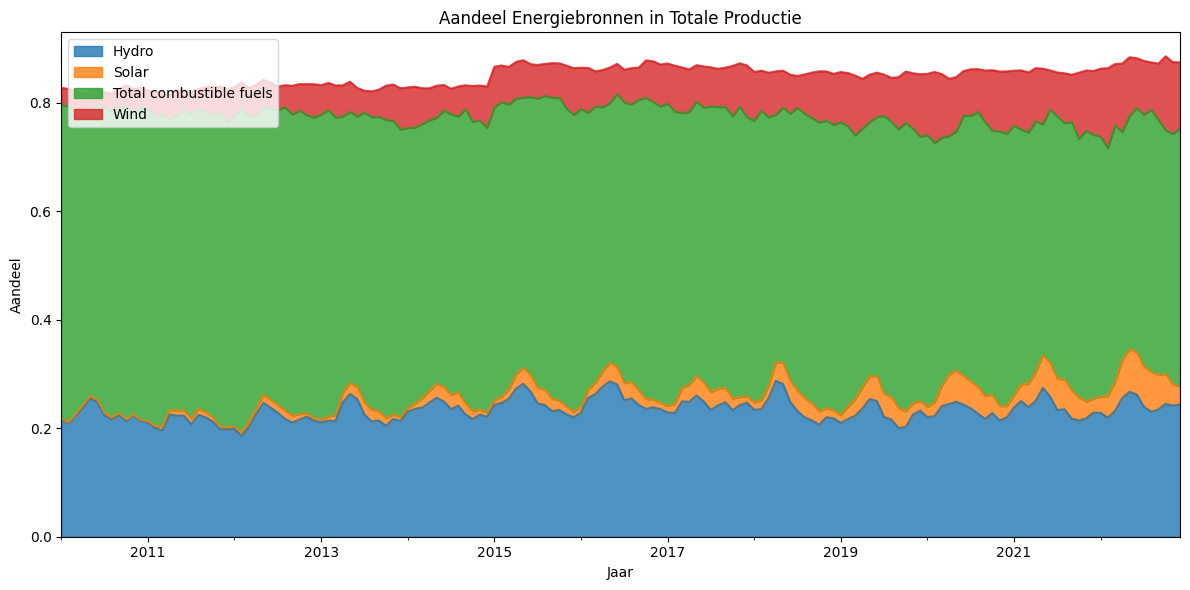 Aandeel Energiebronnen in Totale Productie
Hydro
Solar
Total combustible fuels
Wind
Aandeel
0.8
0.6
0.4
0.2
0.0
2011 2013 2015 2017 2019 2021
Jaar